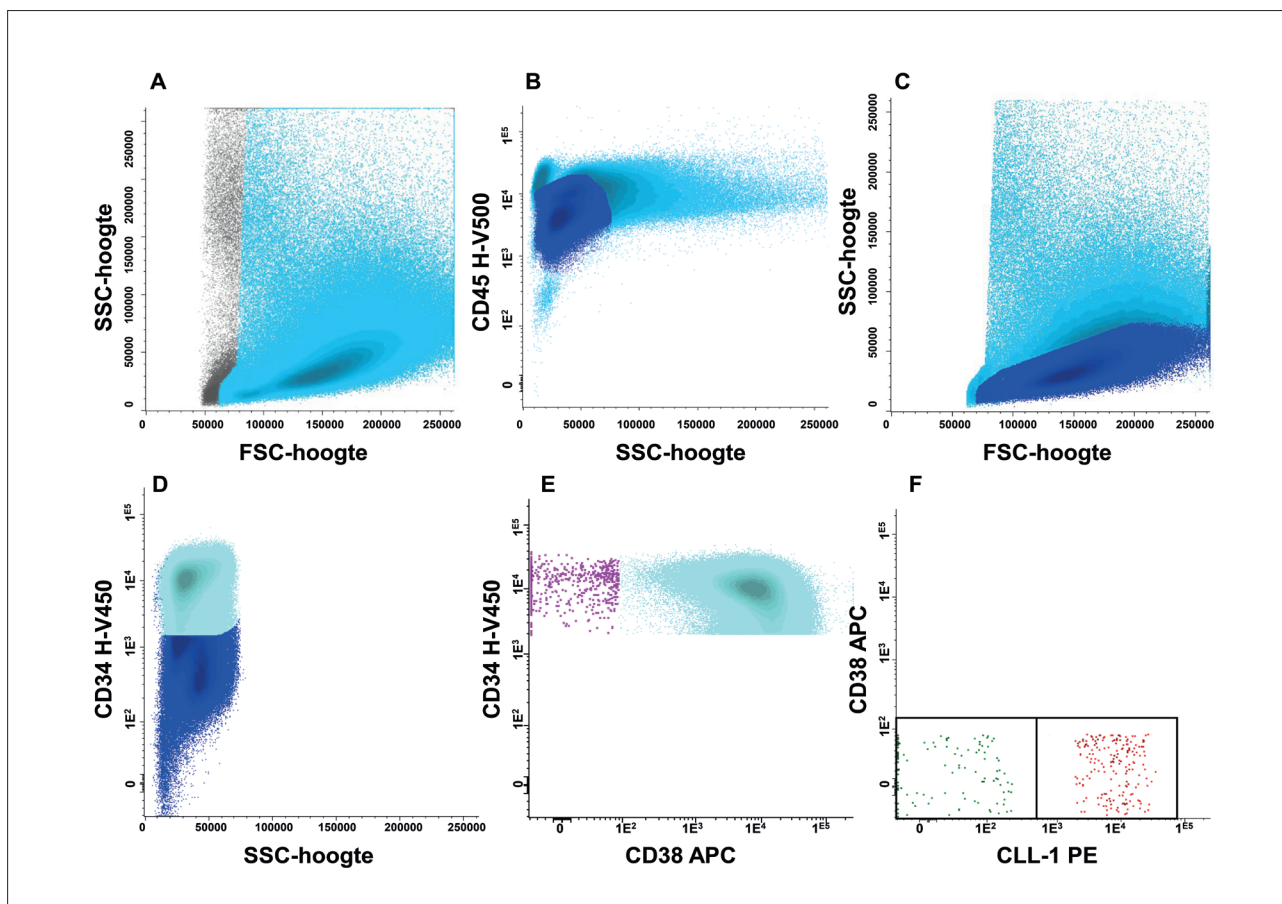 A
SSC-hoogte
250000
200000
150000
100000
50000
0
0 50000 100000 150000 200000 250000
FSC-hoogte
B
CD45 H-V500
1E5
1E4
1E3
1E2
0
0 50000 100000 150000 200000 250000
SSC-hoogte
C
SSC-hoogte
250000
200000
150000
100000
50000
0
50000 100000 150000 200000 250000
FSC-hoogte
D
CD34 H-V450
1E5
1E4
1E3
1E2
0
0 50000 100000 150000 200000 250000
SSC-hoogte
E
CD34 H-V450
1E5
1E4
1E3
1E2
0
0 1E2 1E3 1E4 1E5
CD38 APC
F
CD38 APC
1E5
1E4
1E3
1E2
0
0 1E2 1E3 1E4 1E5
CLL-1 PE